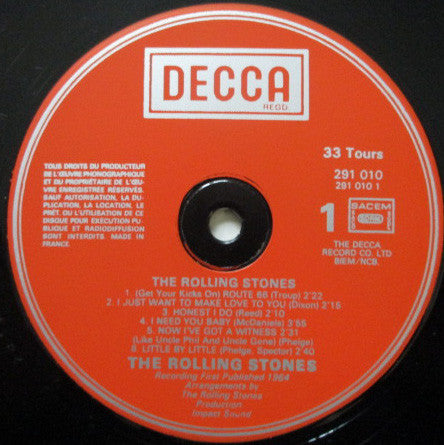 DECCA
REGD.
33 Tours
291 010
291 010 1
TOUS DROITS DU PRODUCTEUR
DE L'ŒUVRE PHONOGRAPHIQUE
ET DU PROPRIÉTAIRE DE L'ŒU-
VRE ENREGISTRÉE RÉSERVÉS.
SAUF AUTORISATION, LA DU-
PLICATION, LA LOCATION, LE
PRÊT OU L'UTILISATION DE CE
DISQUE POUR EXÉCUTION PU-
BLIQUE ET RADIODIFFUSION
SONT INTERDITS. MADE IN
FRANCE.
1
SACEM
THE DECCA
RECORD CO. LTD
BIEM/NCB.
THE ROLLING STONES
1. (Get Your Kicks On) ROUTE 66 (Troup) 2'22
2. I JUST WANT TO MAKE LOVE TO YOU (Dixon) 2'15
3. HONEST I DO (Reed) 2'10
4. I NEED YOU BABY (McDaniels) 3'55
5. NOW I'VE GOT A WITNESS 2'31
(Like Uncle Phil And Uncle Gene) (Phelge)
6. LITTLE BY LITTLE (Phelge, Spector) 2'40
THE ROLLING STONES
Recording First Published 1964
Arrangements by
The Rolling Stones
Production
Impact Sound